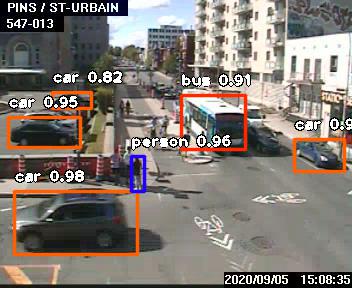 PINS / ST-URBAIN
547-013
car 0.82
bus 0.91
car 0.95
car 0.9
person 0.96
car 0.98
2020/09/05 15:08:35